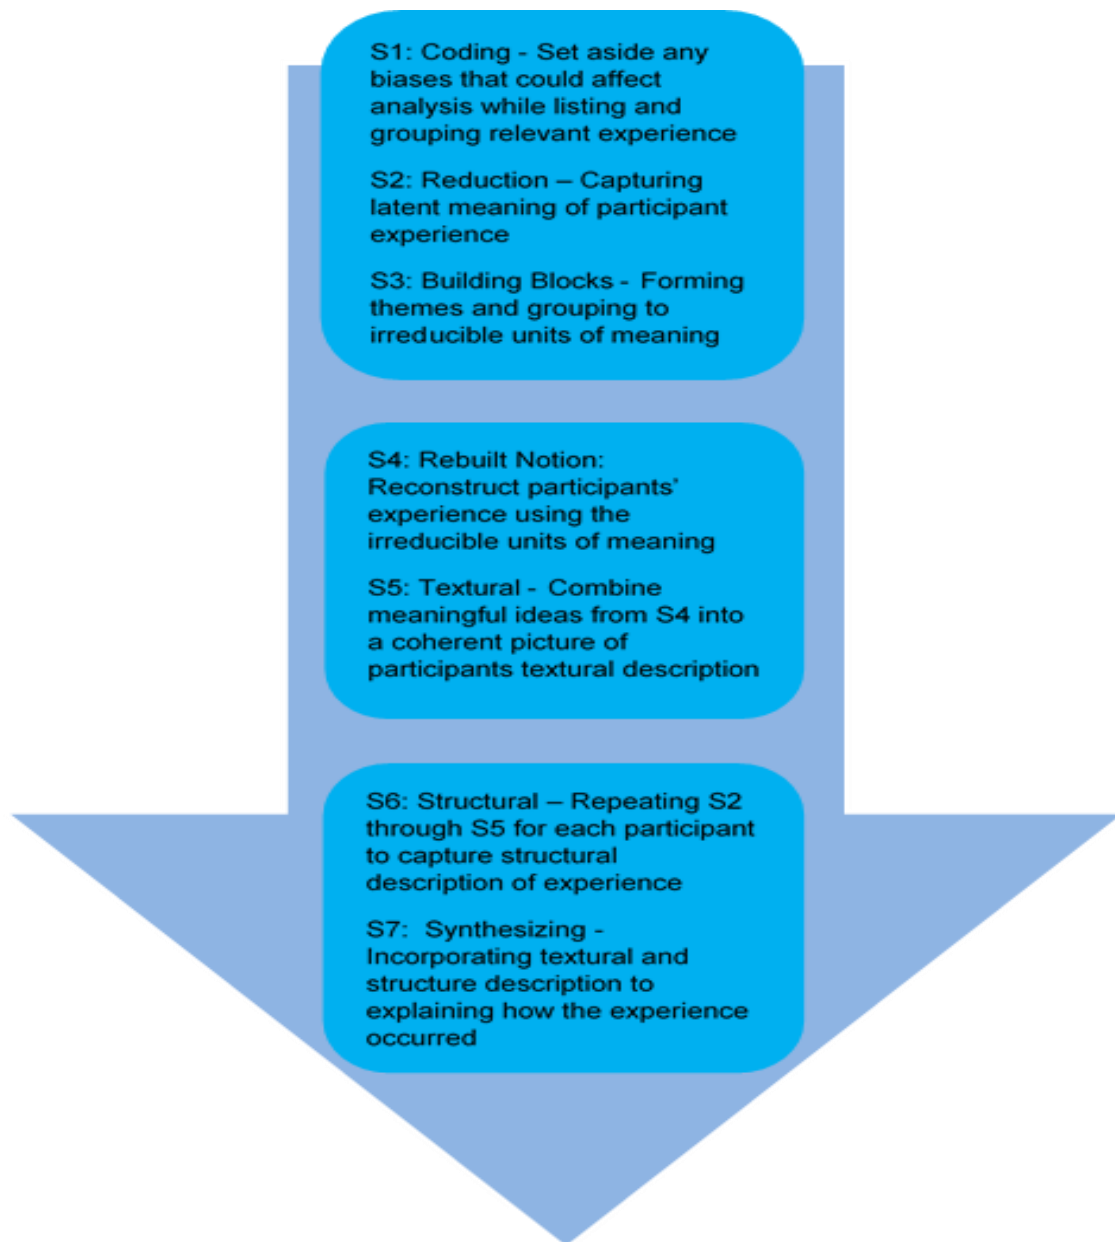 S1: Coding - Set aside any
biases that could affect
analysis while listing and
grouping relevant experience
S2: Reduction – Capturing
latent meaning of participant
experience
S3: Building Blocks - Forming
themes and grouping to
irreducible units of meaning
S4: Rebuilt Notion:
Reconstruct participants'
experience using the
irreducible units of meaning
S5: Textural - Combine
meaningful ideas from S4 into
a coherent picture of
participants textural description
S6: Structural – Repeating S2
through S5 for each participant
to capture structural
description of experience
S7: Synthesizing -
Incorporating textural and
structure description to
explaining how the experience
occurred